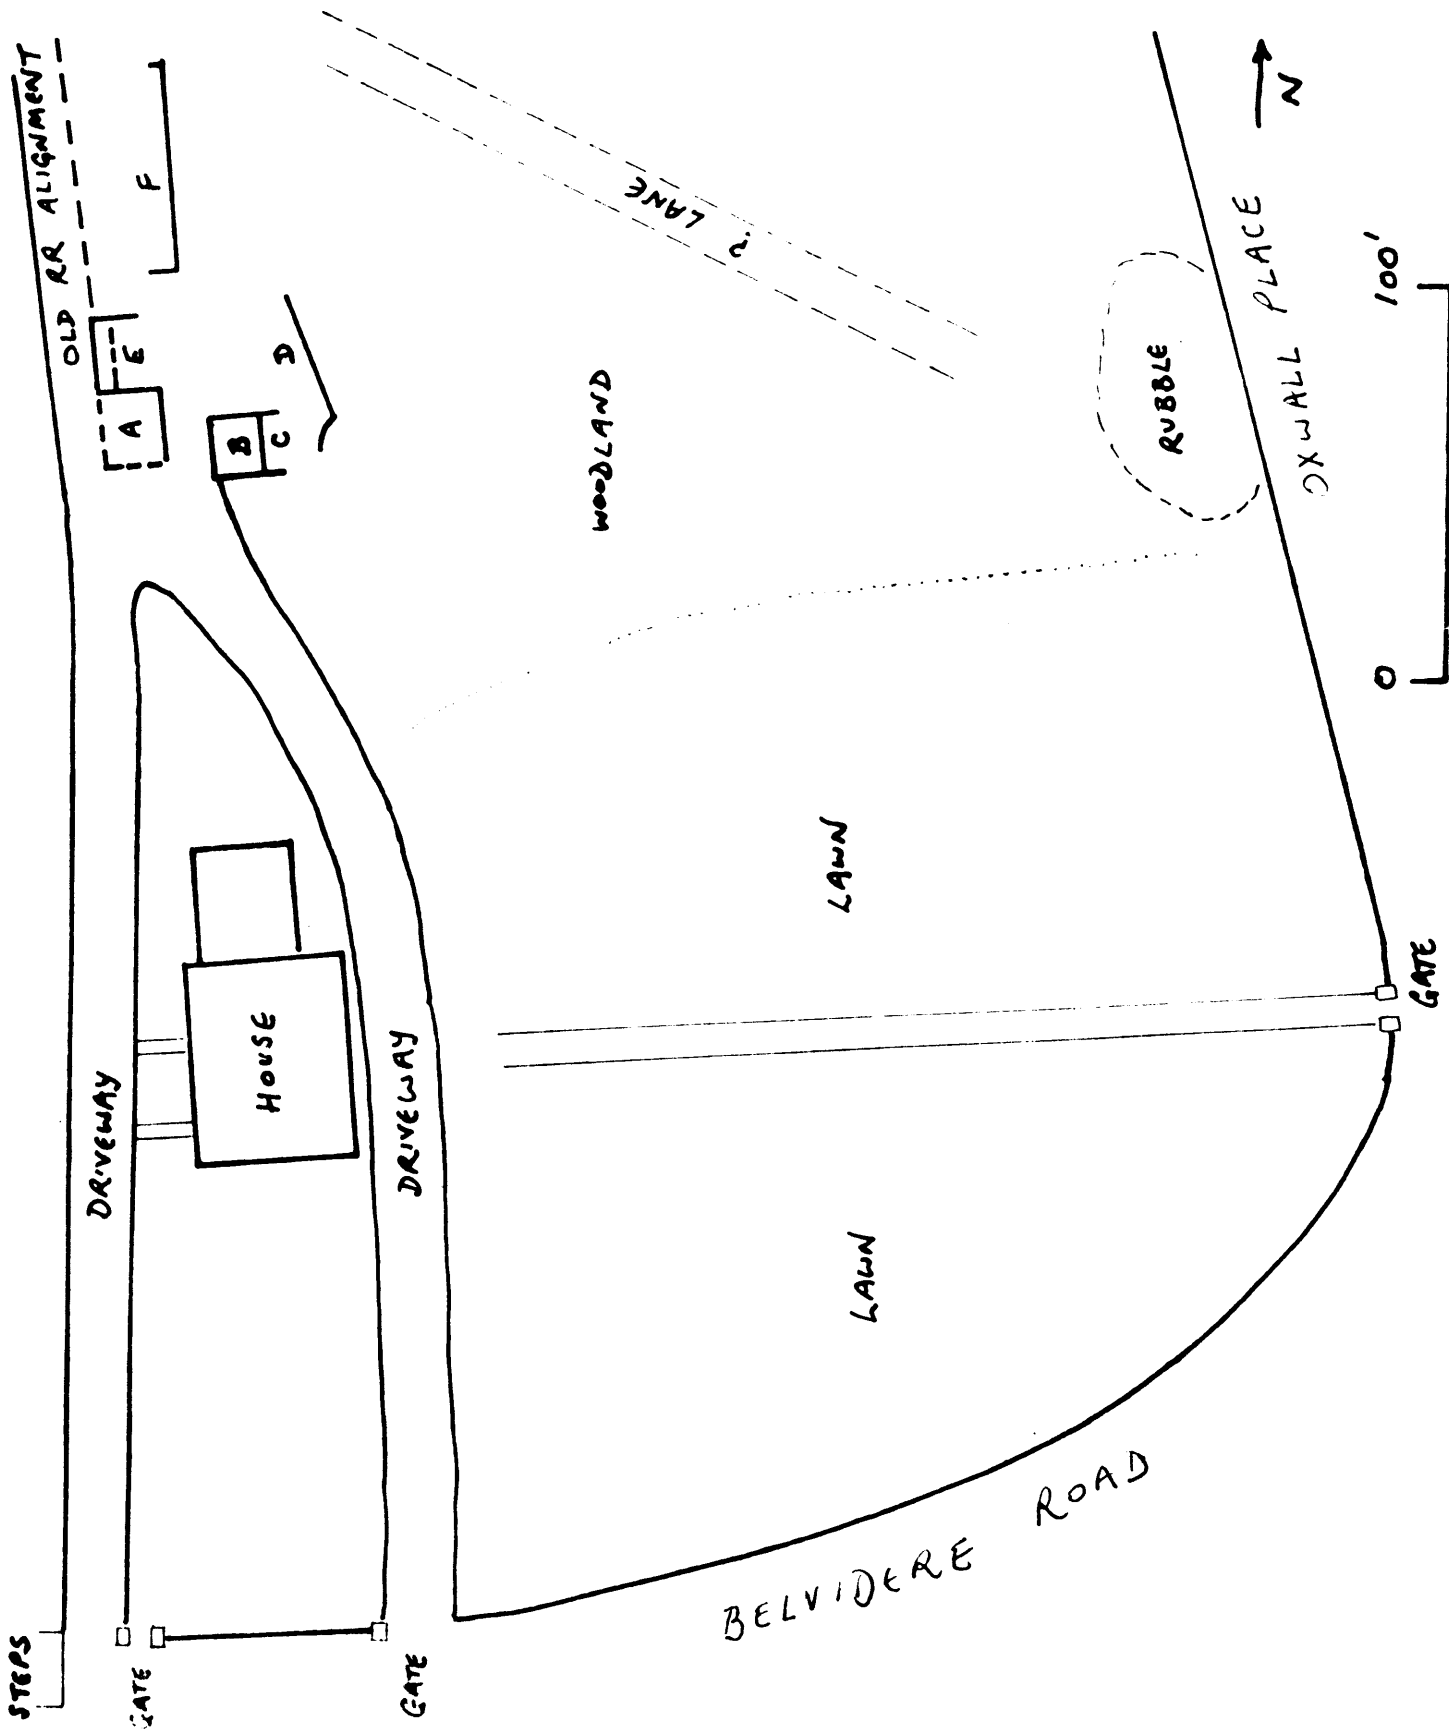 STEPS
GATE
GATE
DRIVEWAY
DRIVEWAY
HOUSE
OLD RR ALIGNMENT
A
E
F
B
C
D
? LANE
WOODLAND
LAWN
LAWN
RUBBLE
OXWALL PLACE
N
GATE
BELVIDERE ROAD
0 100'